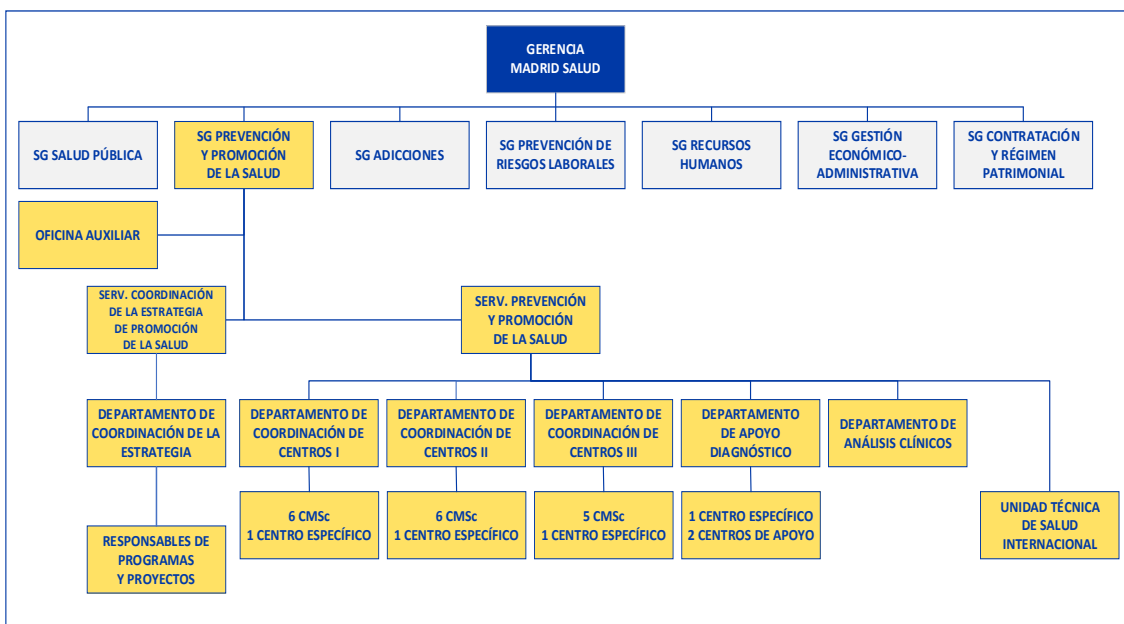 GERENCIA
MADRID SALUD
SG SALUD PÚBLICA
SG PREVENCIÓN
Y PROMOCIÓN
DE LA SALUD
SG ADICCIONES
SG PREVENCIÓN DE
RIESGOS LABORALES
SG RECURSOS
HUMANOS
SG GESTIÓN
ECONÓMICO-
ADMINISTRATIVA
SG CONTRATACIÓN
Y RÉGIMEN
PATRIMONIAL
OFICINA AUXILIAR
SERV. COORDINACIÓN
DE LA ESTRATEGIA
DE PROMOCIÓN
DE LA SALUD
SERV. PREVENCIÓN
Y PROMOCIÓN
DE LA SALUD
DEPARTAMENTO DE
COORDINACIÓN DE LA
ESTRATEGIA
DEPARTAMENTO DE
COORDINACIÓN DE
CENTROS I
DEPARTAMENTO DE
COORDINACIÓN DE
CENTROS II
DEPARTAMENTO DE
COORDINACIÓN DE
CENTROS III
DEPARTAMENTO
DE APOYO
DIAGNÓSTICO
DEPARTAMENTO DE
ANÁLISIS CLÍNICOS
RESPONSABLES DE
PROGRAMAS
Y PROYECTOS
6 CMSc
1 CENTRO ESPECÍFICO
6 CMSc
1 CENTRO ESPECÍFICO
5 CMSc
1 CENTRO ESPECÍFICO
1 CENTRO ESPECÍFICO
2 CENTROS DE APOYO
UNIDAD TÉCNICA
DE SALUD
INTERNACIONAL